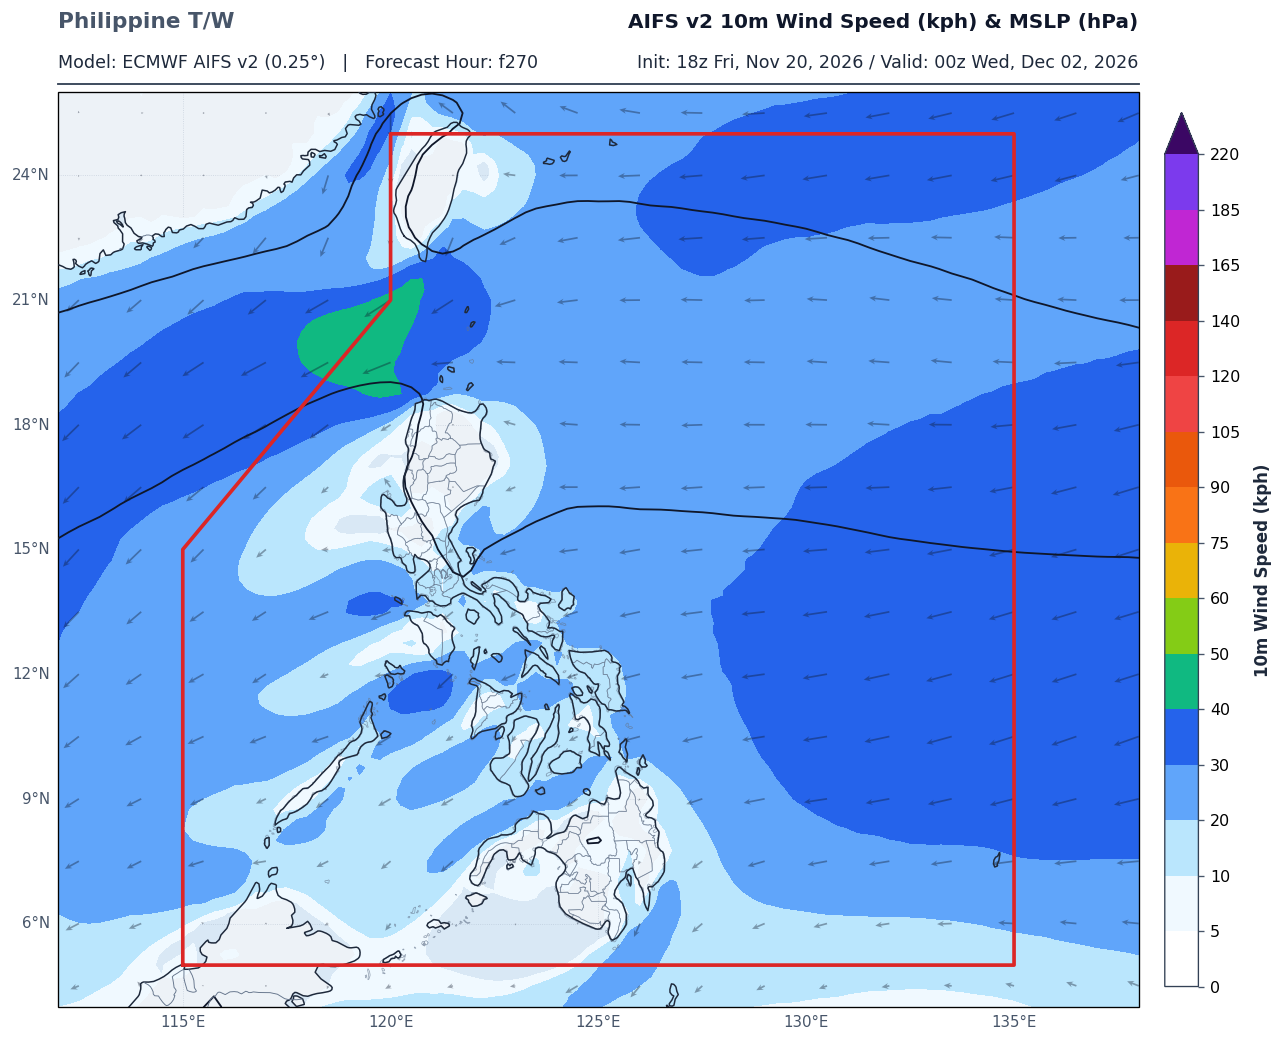 Philippine T/W
AIFS v2 10m Wind Speed (kph) & MSLP (hPa)
Model: ECMWF AIFS v2 (0.25°) | Forecast Hour: f270
Init: 18z Fri, Nov 20, 2026 / Valid: 00z Wed, Dec 02, 2026
24°N
21°N
18°N
15°N
12°N
9°N
6°N
115°E
120°E
125°E
130°E
135°E
220
185
165
140
120
105
90
75
60
50
40
30
20
10
5
0
10m Wind Speed (kph)